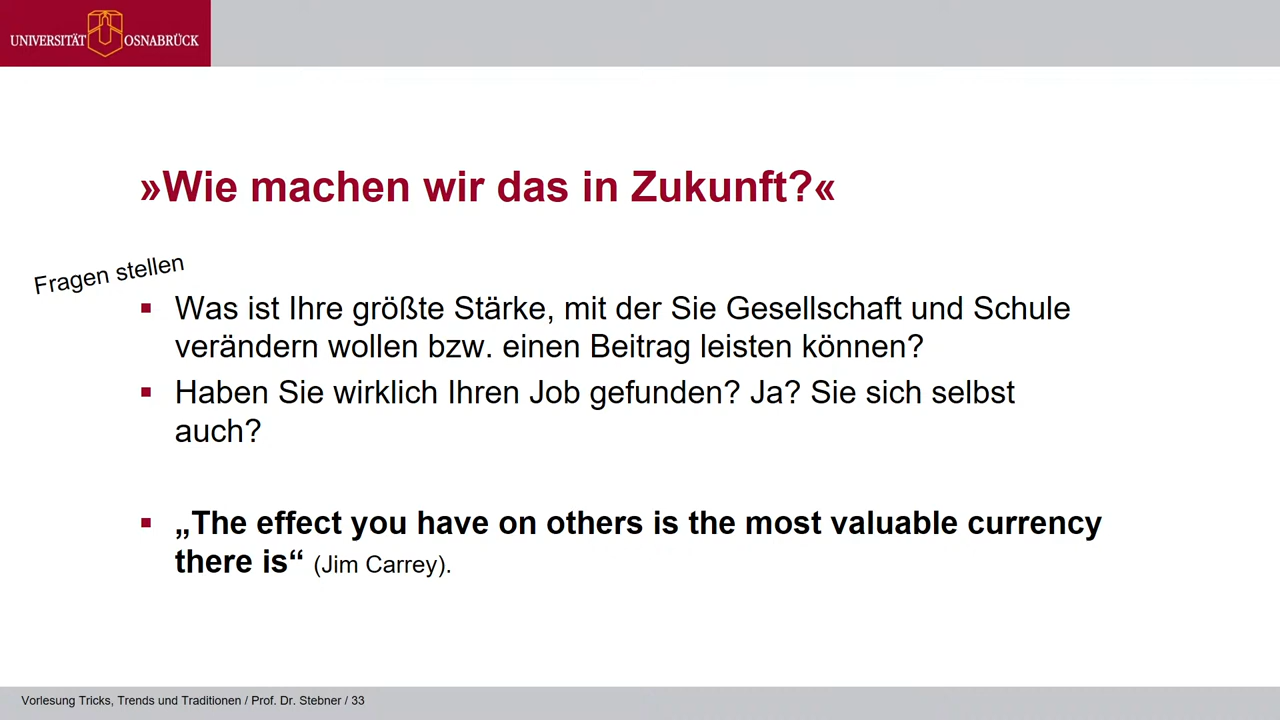 UNIVERSITÄT OSNABRÜCK
»Wie machen wir das in Zukunft?«
Fragen stellen
▪ Was ist Ihre größte Stärke, mit der Sie Gesellschaft und Schule
verändern wollen bzw. einen Beitrag leisten können?
▪ Haben Sie wirklich Ihren Job gefunden? Ja? Sie sich selbst
auch?
▪ „The effect you have on others is the most valuable currency
there is“ (Jim Carrey).
Vorlesung Tricks, Trends und Traditionen / Prof. Dr. Stebner / 33